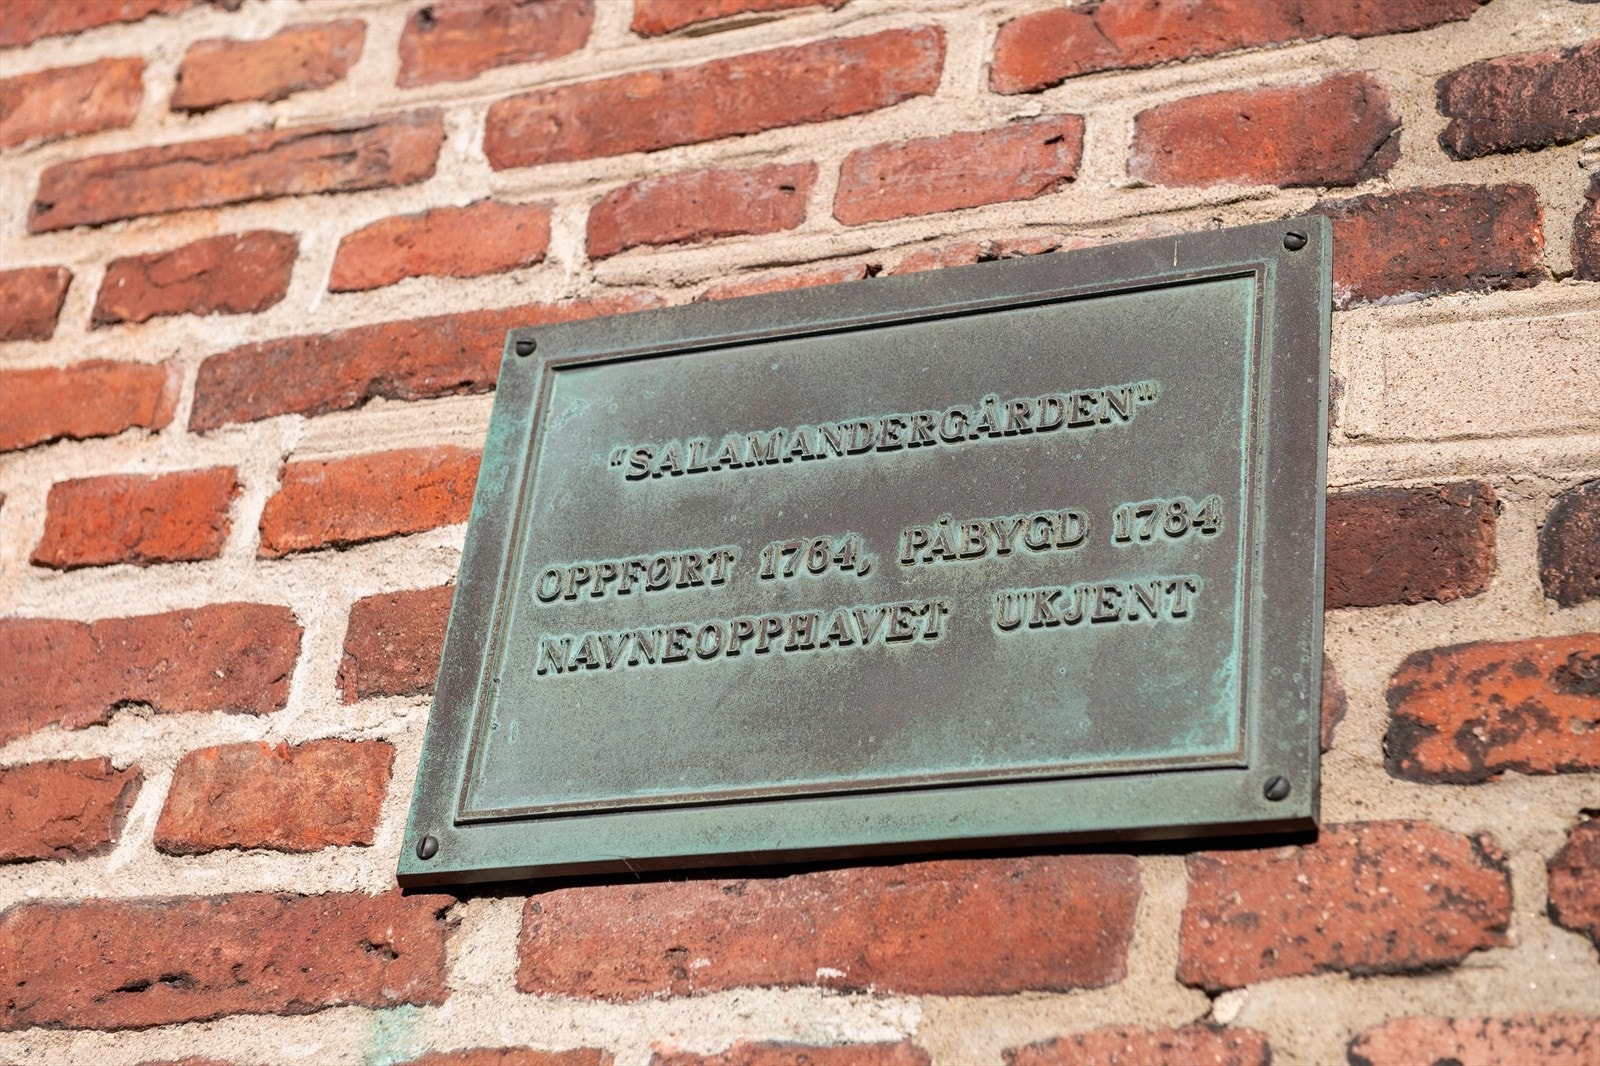 "SALAMANDERGÅRDEN"
OPPFØRT 1764, PÅBYGD 1784
NAVNEOPPHAVET UKJENT